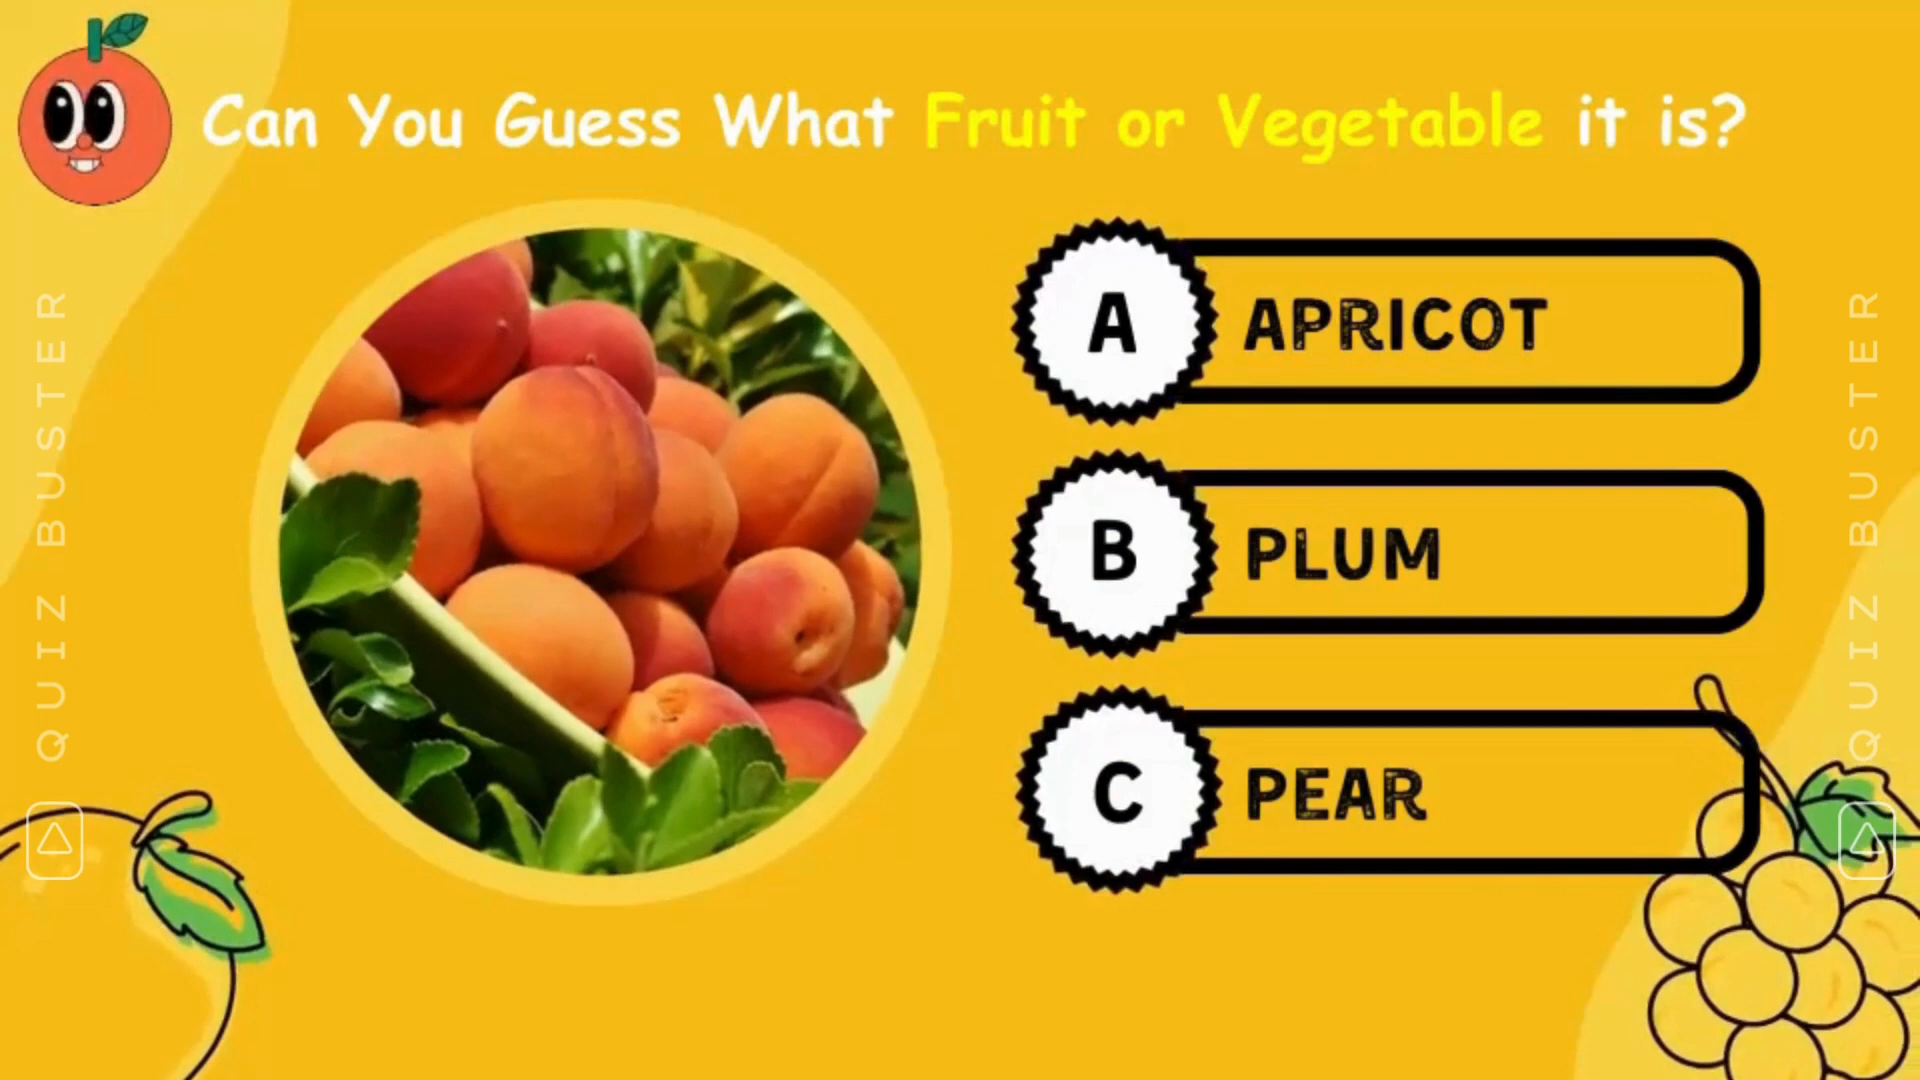 Can You Guess What Fruit or Vegetable it is?
A APRICOT
B PLUM
C PEAR
QUIZ BUSTER
QUIZ BUSTER